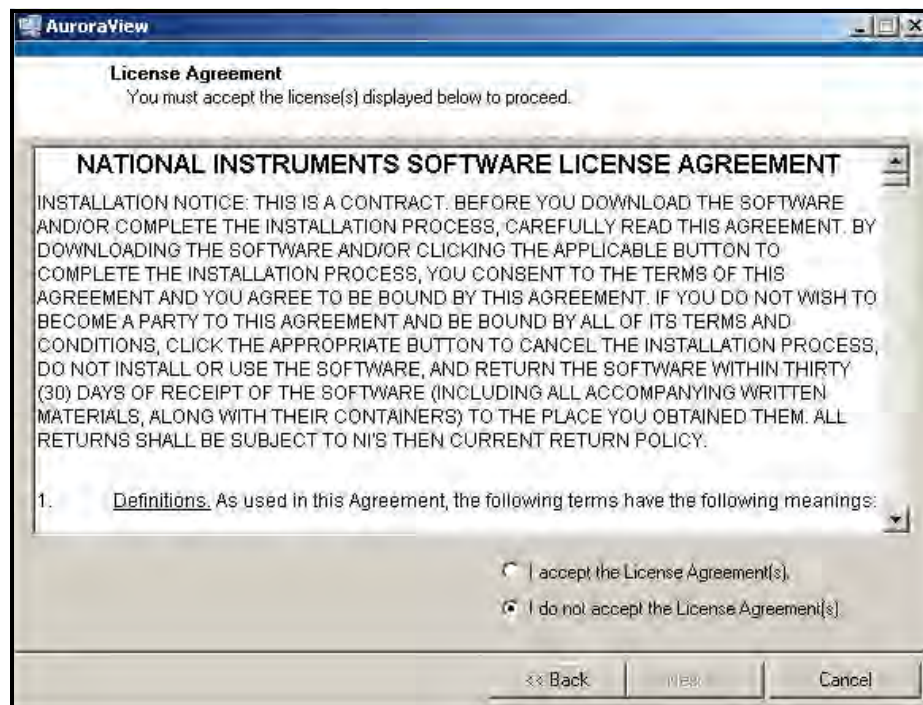 AuroraView
License Agreement
You must accept the license(s) displayed below to proceed.
NATIONAL INSTRUMENTS SOFTWARE LICENSE AGREEMENT
INSTALLATION NOTICE: THIS IS A CONTRACT. BEFORE YOU DOWNLOAD THE SOFTWARE
AND/OR COMPLETE THE INSTALLATION PROCESS, CAREFULLY READ THIS AGREEMENT. BY
DOWNLOADING THE SOFTWARE AND/OR CLICKING THE APPLICABLE BUTTON TO
COMPLETE THE INSTALLATION PROCESS, YOU CONSENT TO THE TERMS OF THIS
AGREEMENT AND YOU AGREE TO BE BOUND BY THIS AGREEMENT. IF YOU DO NOT WISH TO
BECOME A PARTY TO THIS AGREEMENT AND BE BOUND BY ALL OF ITS TERMS AND
CONDITIONS, CLICK THE APPROPRIATE BUTTON TO CANCEL THE INSTALLATION PROCESS,
DO NOT INSTALL OR USE THE SOFTWARE, AND RETURN THE SOFTWARE WITHIN THIRTY
(30) DAYS OF RECEIPT OF THE SOFTWARE (INCLUDING ALL ACCOMPANYING WRITTEN
MATERIALS, ALONG WITH THEIR CONTAINERS) TO THE PLACE YOU OBTAINED THEM. ALL
RETURNS SHALL BE SUBJECT TO NI'S THEN CURRENT RETURN POLICY.
1. Definitions. As used in this Agreement, the following terms have the following meanings:
I accept the License Agreement(s).
I do not accept the License Agreement(s).
<< Back
Cancel